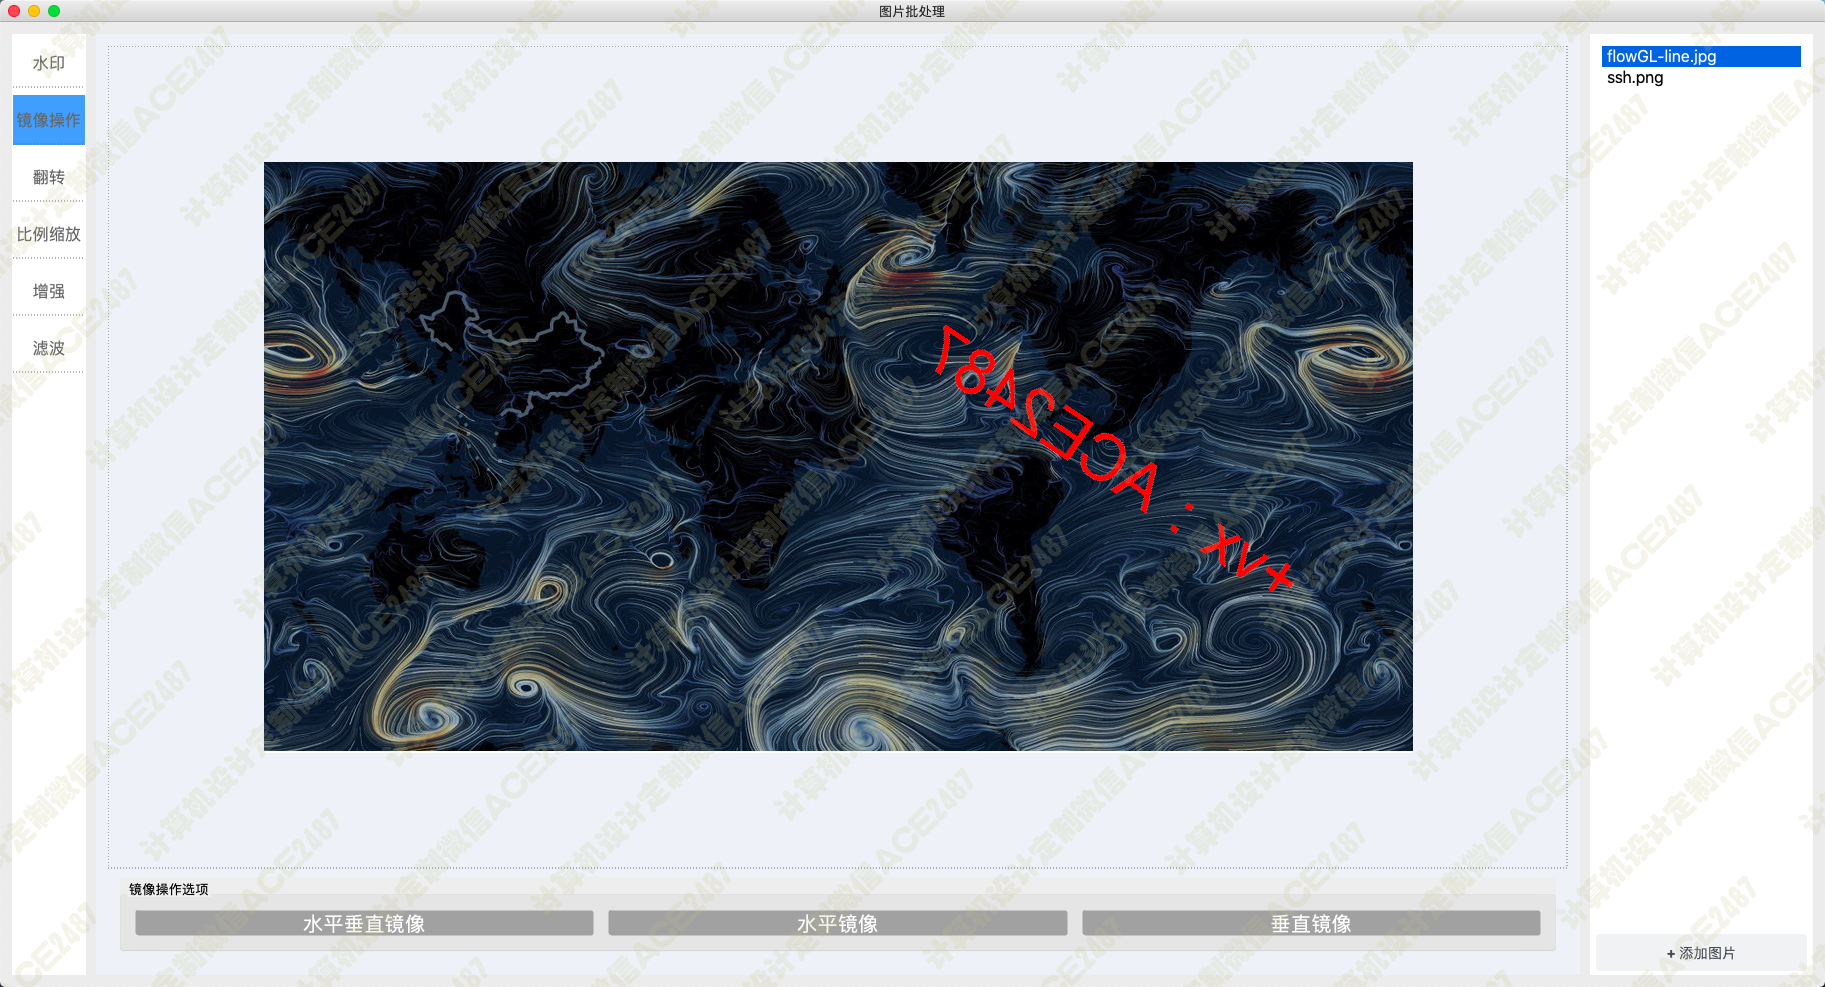 图片批处理
水印
镜像操作
翻转
比例缩放
增强
滤波
+vx：ACE2487
flowGL-line.jpg
ssh.png
镜像操作选项
水平垂直镜像
水平镜像
垂直镜像
+ 添加图片
计算机设计定制微信ACE2487